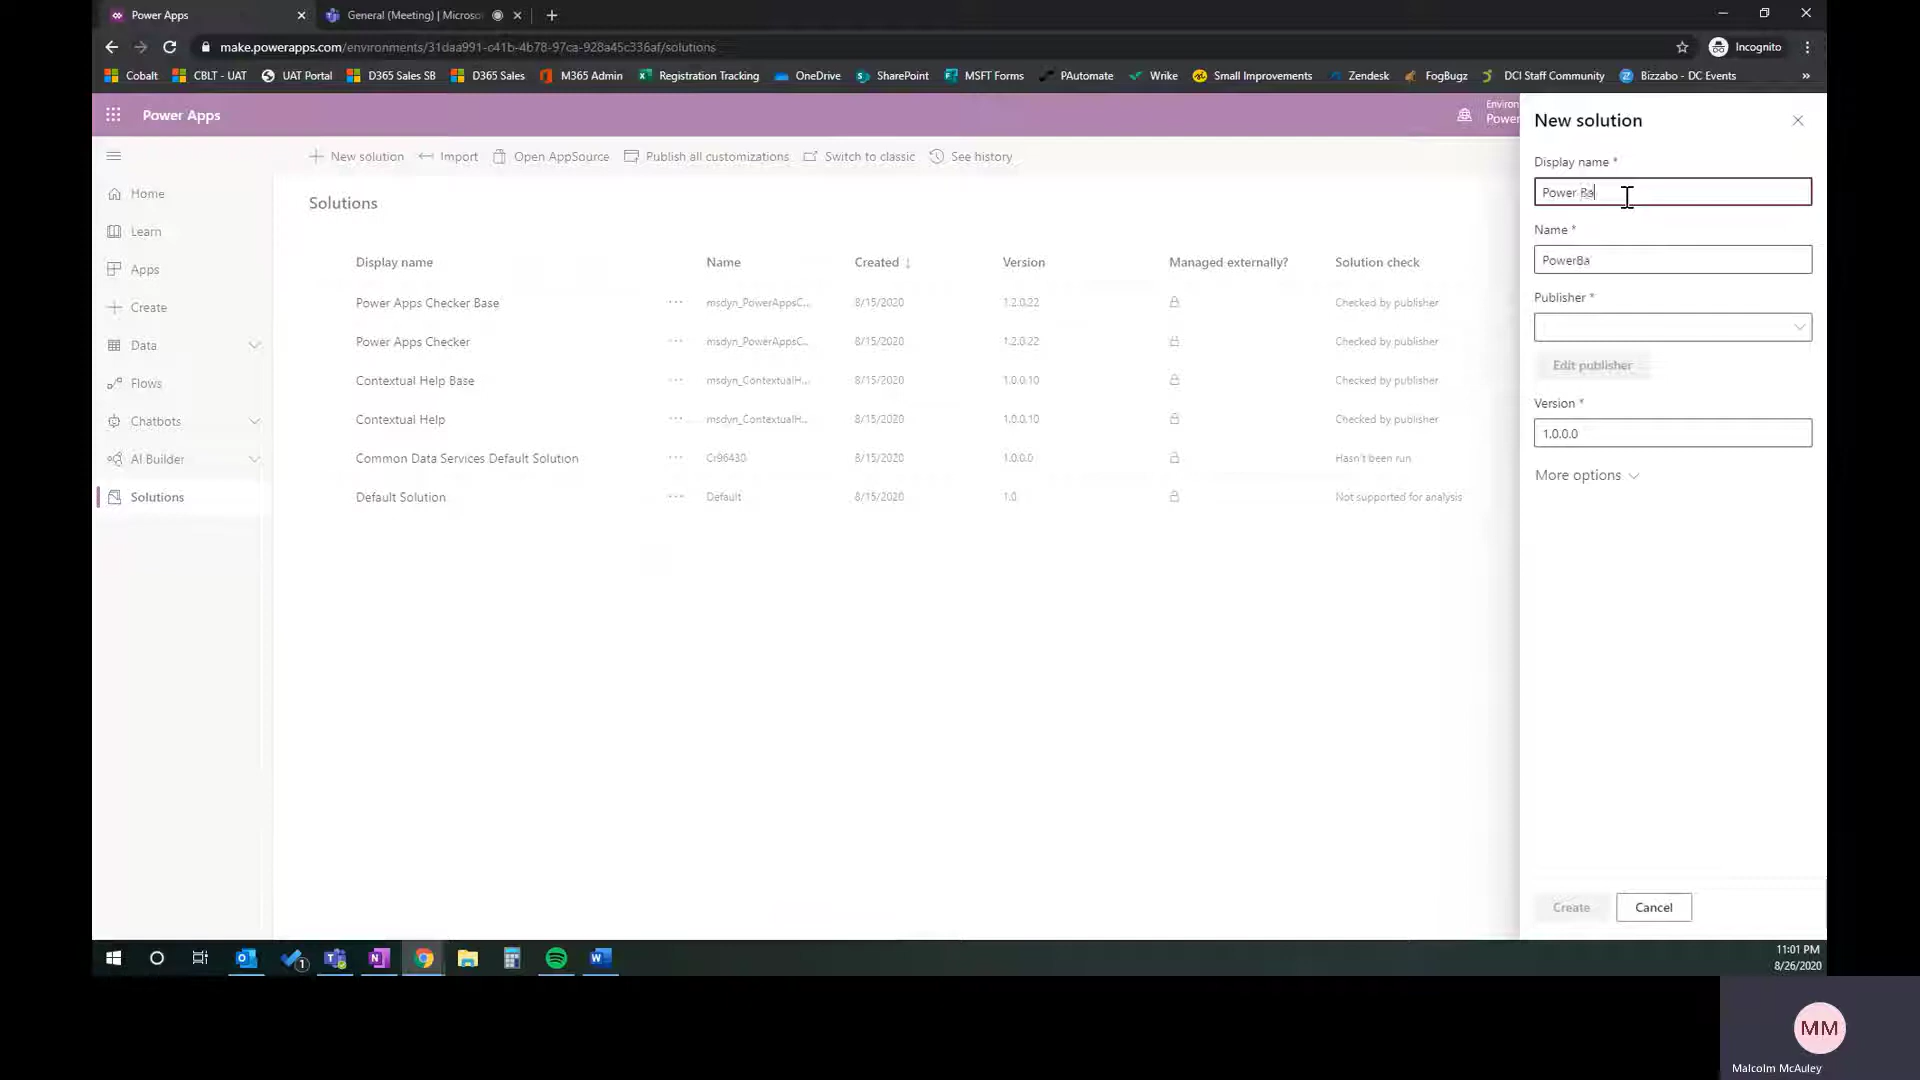 Power Apps
General (Meeting) | Microso
make.powerapps.com/environments/31daa991-c41b-4b78-97ca-928a45c336af/solutions
Incognito
Cobalt CBLT - UAT UAT Portal D365 Sales SB D365 Sales M365 Admin Registration Tracking OneDrive SharePoint MSFT Forms PAutomate Wrike Small Improvements Zendesk FogBugz DCI Staff Community Bizzabo - DC Events »
Power Apps
Environ
Power
New solution
Import
Open AppSource
Publish all customizations
Switch to classic
See history
Home
Learn
Apps
Create
Data
Flows
Chatbots
AI Builder
Solutions
Solutions
Display name Name Created ↓ Version Managed externally? Solution check
Power Apps Checker Base ··· msdyn_PowerAppsC... 8/15/2020 1.2.0.22 Checked by publisher
Power Apps Checker ··· msdyn_PowerAppsC... 8/15/2020 1.2.0.22 Checked by publisher
Contextual Help Base ··· msdyn_ContextualH... 8/15/2020 1.0.0.10 Checked by publisher
Contextual Help ··· msdyn_ContextualH... 8/15/2020 1.0.0.10 Checked by publisher
Common Data Services Default Solution ··· Cr96430 8/15/2020 1.0.0.0 Hasn't been run
Default Solution ··· Default 8/15/2020 1.0 Not supported for analysis
New solution
Display name *
Power Ba
Name *
PowerBa
Publisher *
Edit publisher
Version *
1.0.0.0
More options
Create
Cancel
1
11:01 PM
8/26/2020
MM
Malcolm McAuley